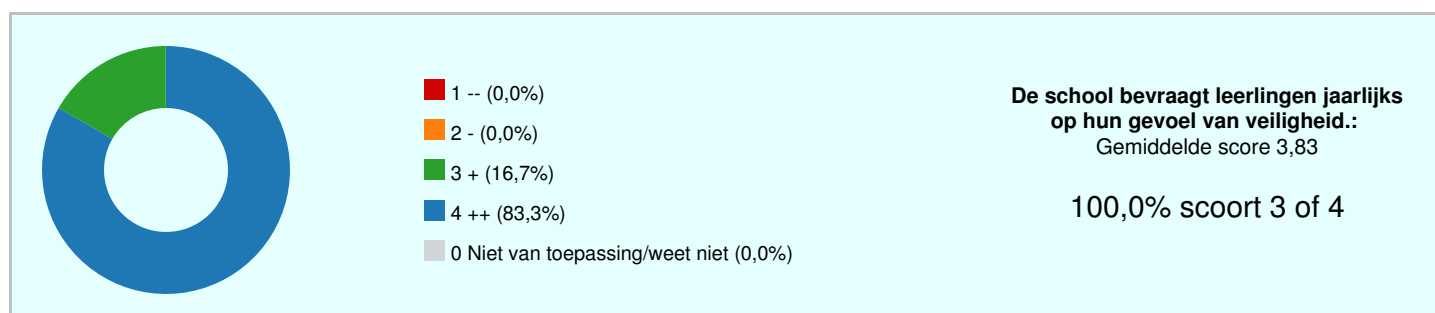 1 -- (0,0%)
2 - (0,0%)
3 + (16,7%)
4 ++ (83,3%)
0 Niet van toepassing/weet niet (0,0%)
De school bevraagt leerlingen jaarlijks
op hun gevoel van veiligheid.:
Gemiddelde score 3,83
100,0% scoort 3 of 4